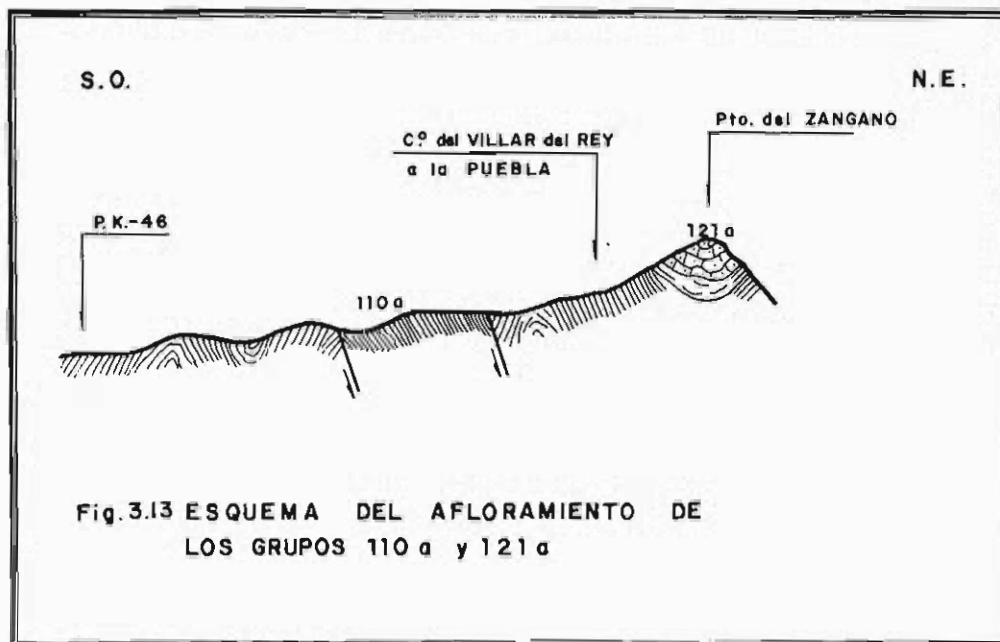 S.O.
N.E.
Pto. del ZANGANO
Cº del VILLAR del REY
a la PUEBLA
P.K.-46
121 a
110 a
Fig. 3.13 ESQUEMA DEL AFLORAMIENTO DE
LOS GRUPOS 110 a y 121 a